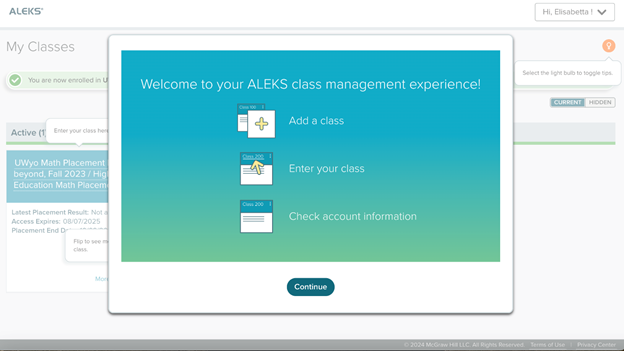 ALEKS®
Hi, Elisabetta !
My Classes
Select the light bulb to toggle tips.
You are now enrolled in
CURRENT HIDDEN
Active (1)
Enter your class here
UWyo Math Placement
beyond, Fall 2023 / High
Education Math Placem
Latest Placement Result: Not a
Access Expires: 08/07/2025
Placement End Da
Flip to see m
class.
More
Welcome to your ALEKS class management experience!
Class 100
Add a class
Class 200
Enter your class
Class 200
Check account information
Continue
© 2024 McGraw Hill LLC. All Rights Reserved. Terms of Use | Privacy Center